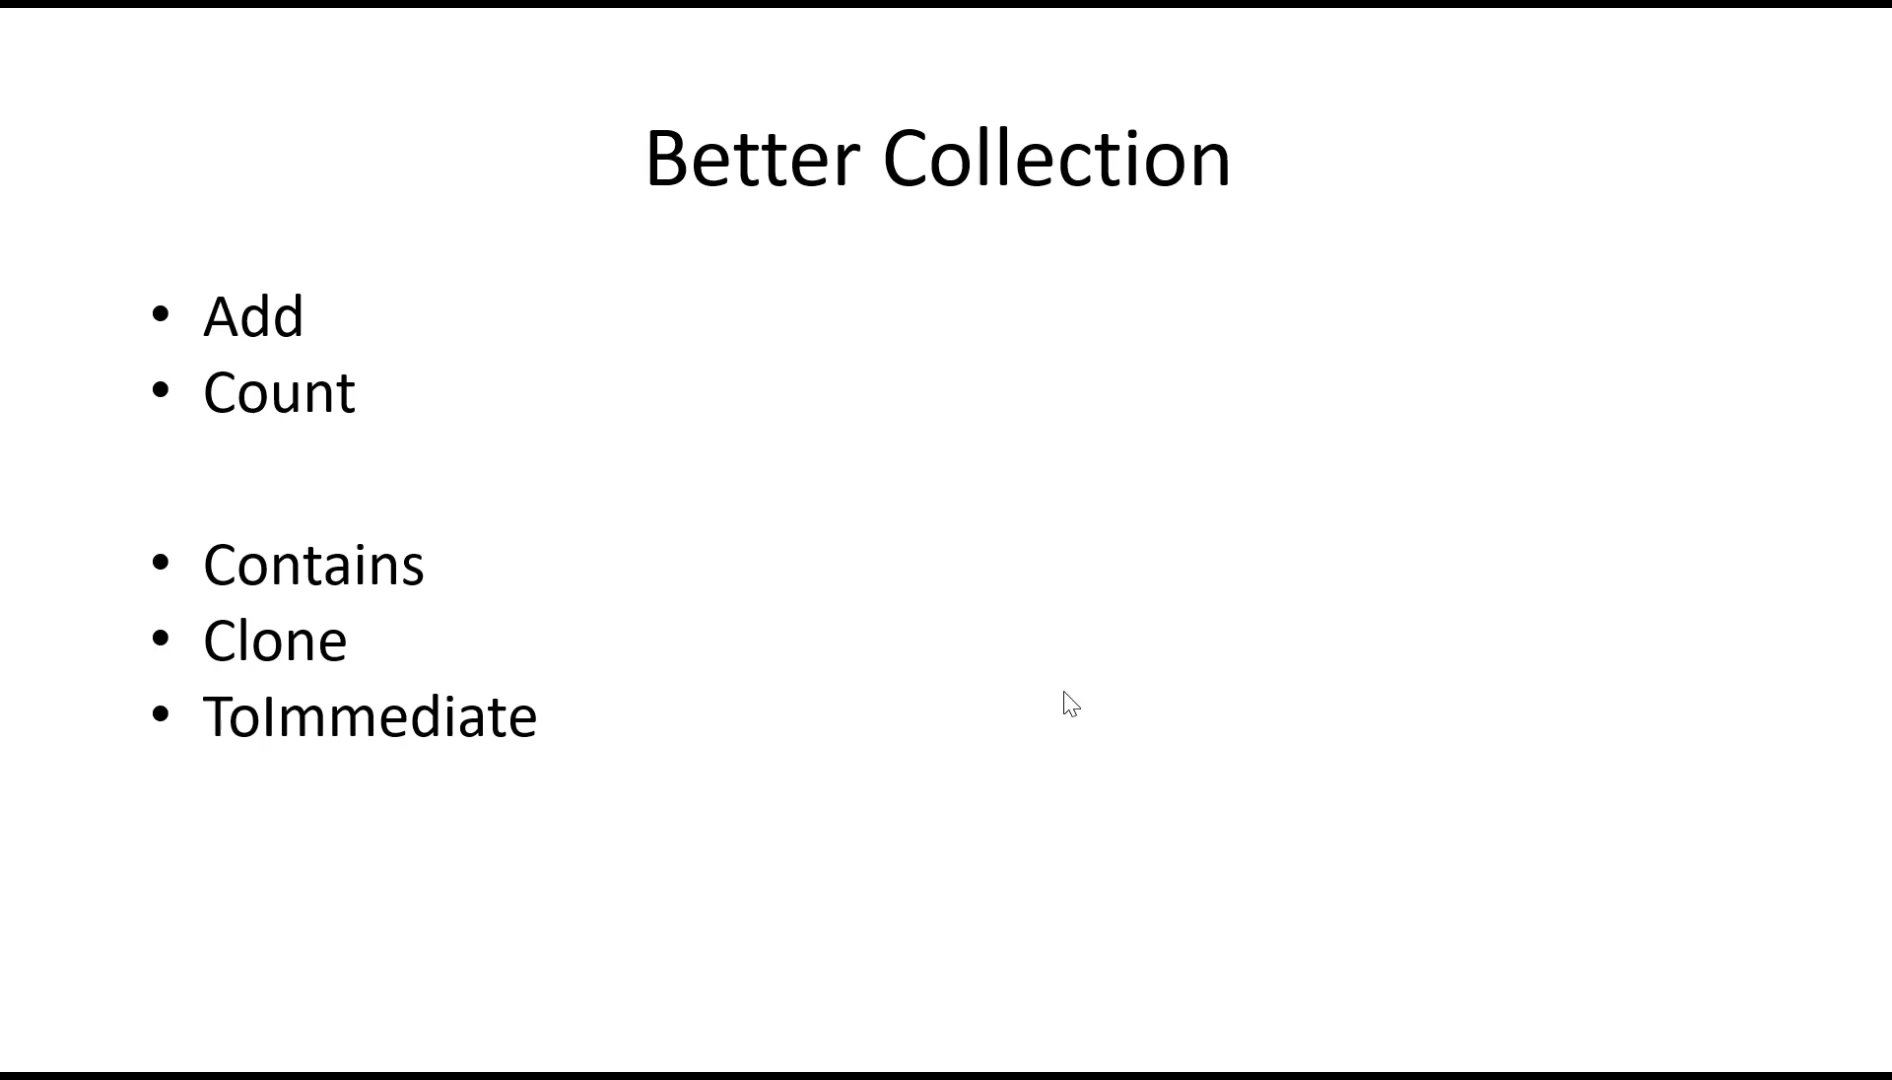 Better Collection
• Add
• Count
• Contains
• Clone
• ToImmediate